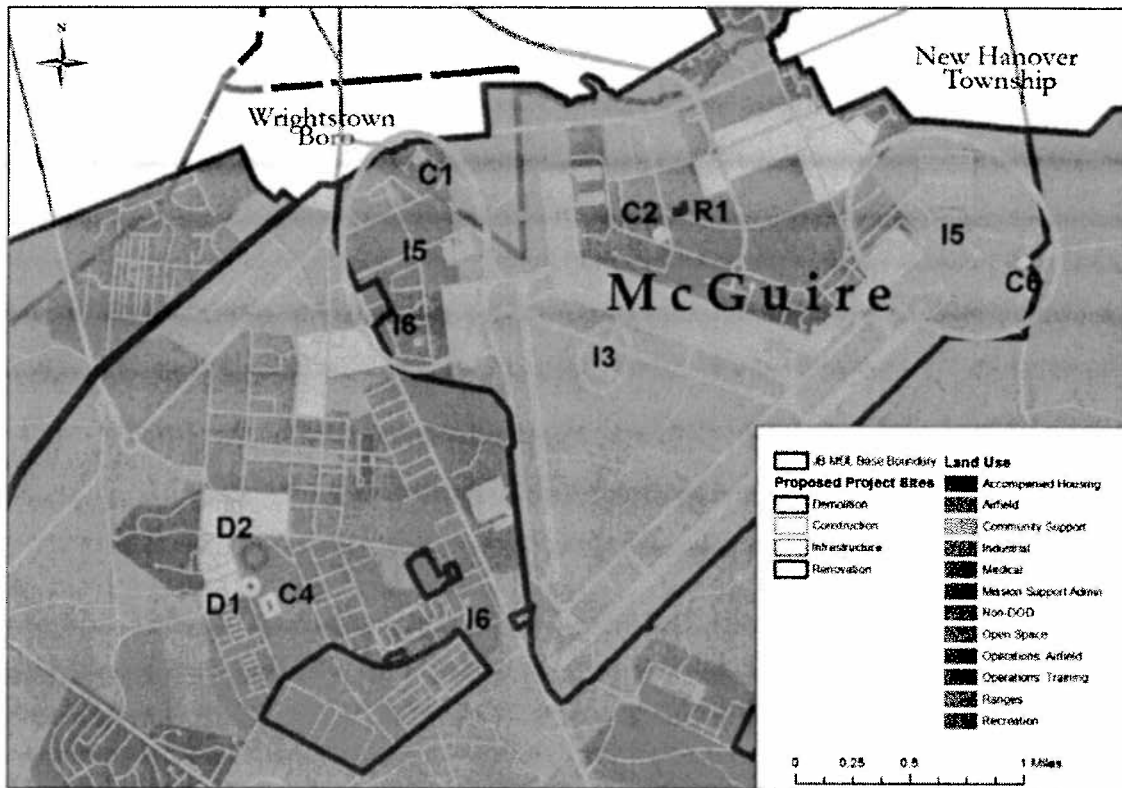 N
New Hanover
Township
Wrightstown
Boro
C1
C2
R1
I5
I5
McGuire
C6
I6
I3
D2
D1
C4
I6
JB MDL Base Boundary
Proposed Project Sites
Demolition
Construction
Infrastructure
Renovation
Land Use
Accompanied Housing
Airfield
Community Support
Industrial
Medical
Mission Support Admin
Non-DOD
Open Space
Operations: Airfield
Operations: Training
Ranges
Recreation
0 0.25 0.5 1 Miles